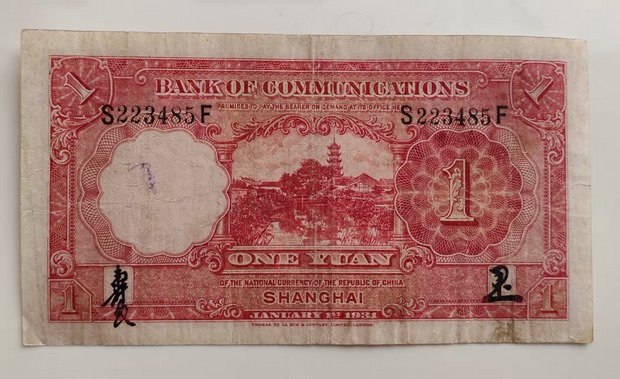 1 1
BANK OF COMMUNICATIONS
PROMISES TO PAY THE BEARER ON DEMAND AT ITS OFFICE HERE
S223485F S223485F
1
ONE YUAN
OF THE NATIONAL CURRENCY OF THE REPUBLIC OF CHINA
1 SHANGHAI 1
JANUARY 1ST 1931
THOMAS DE LA RUE & COMPANY, LIMITED, LONDON.